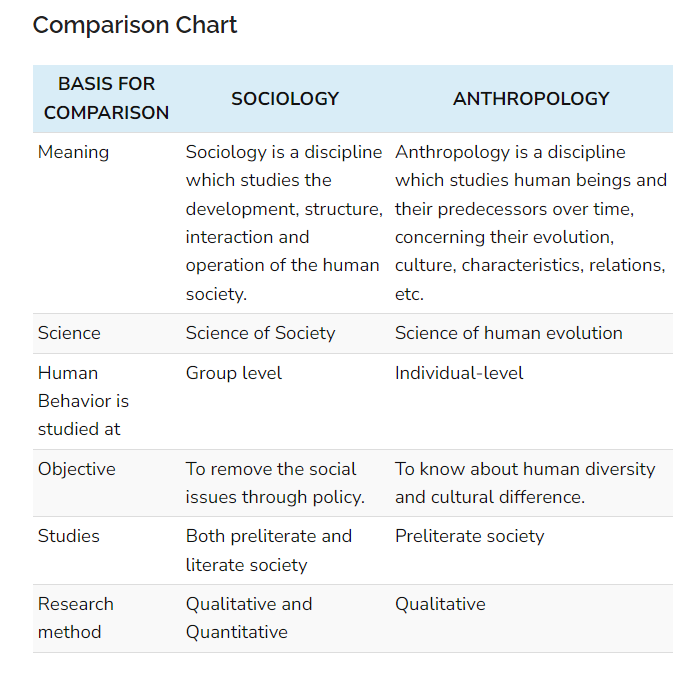 Comparison Chart
BASIS FOR
COMPARISON
SOCIOLOGY
ANTHROPOLOGY
Meaning
Sociology is a discipline
which studies the
development, structure,
interaction and
operation of the human
society.
Anthropology is a discipline
which studies human beings and
their predecessors over time,
concerning their evolution,
culture, characteristics, relations,
etc.
Science
Science of Society
Science of human evolution
Human
Behavior is
studied at
Group level
Individual-level
Objective
To remove the social
issues through policy.
To know about human diversity
and cultural difference.
Studies
Both preliterate and
literate society
Preliterate society
Research
method
Qualitative and
Quantitative
Qualitative